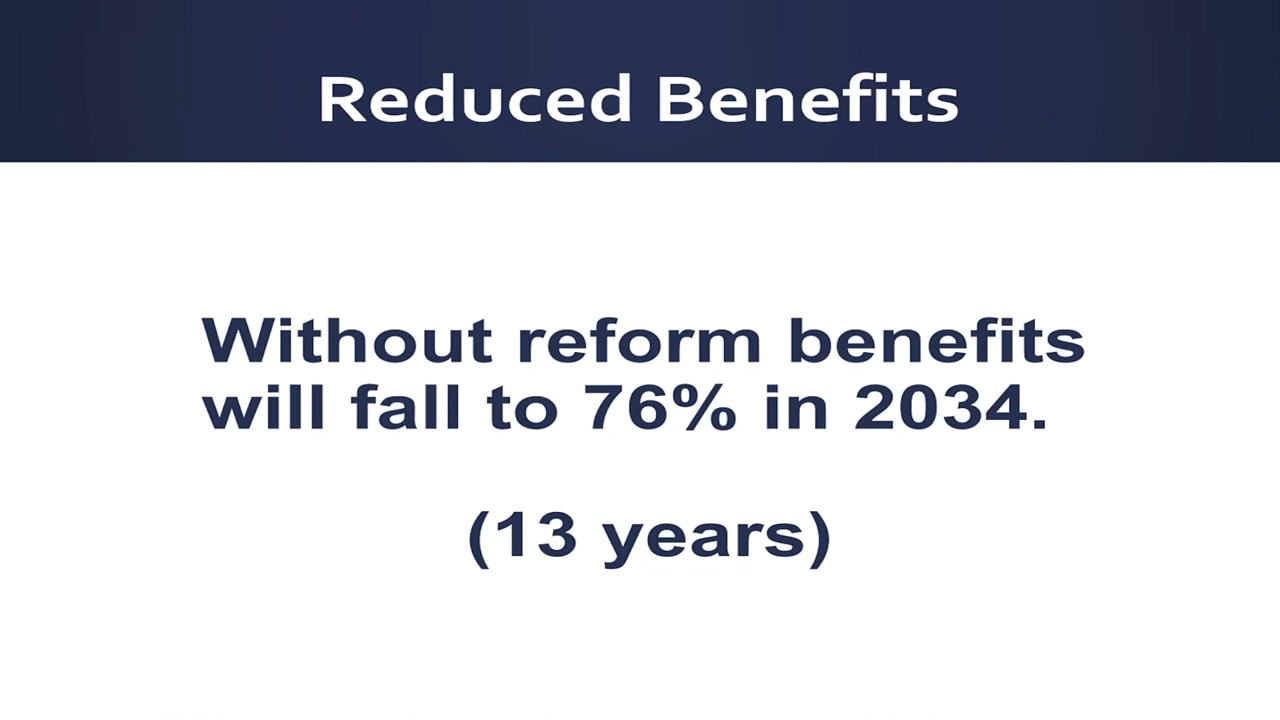 Reduced Benefits
Without reform benefits
will fall to 76% in 2034.
(13 years)